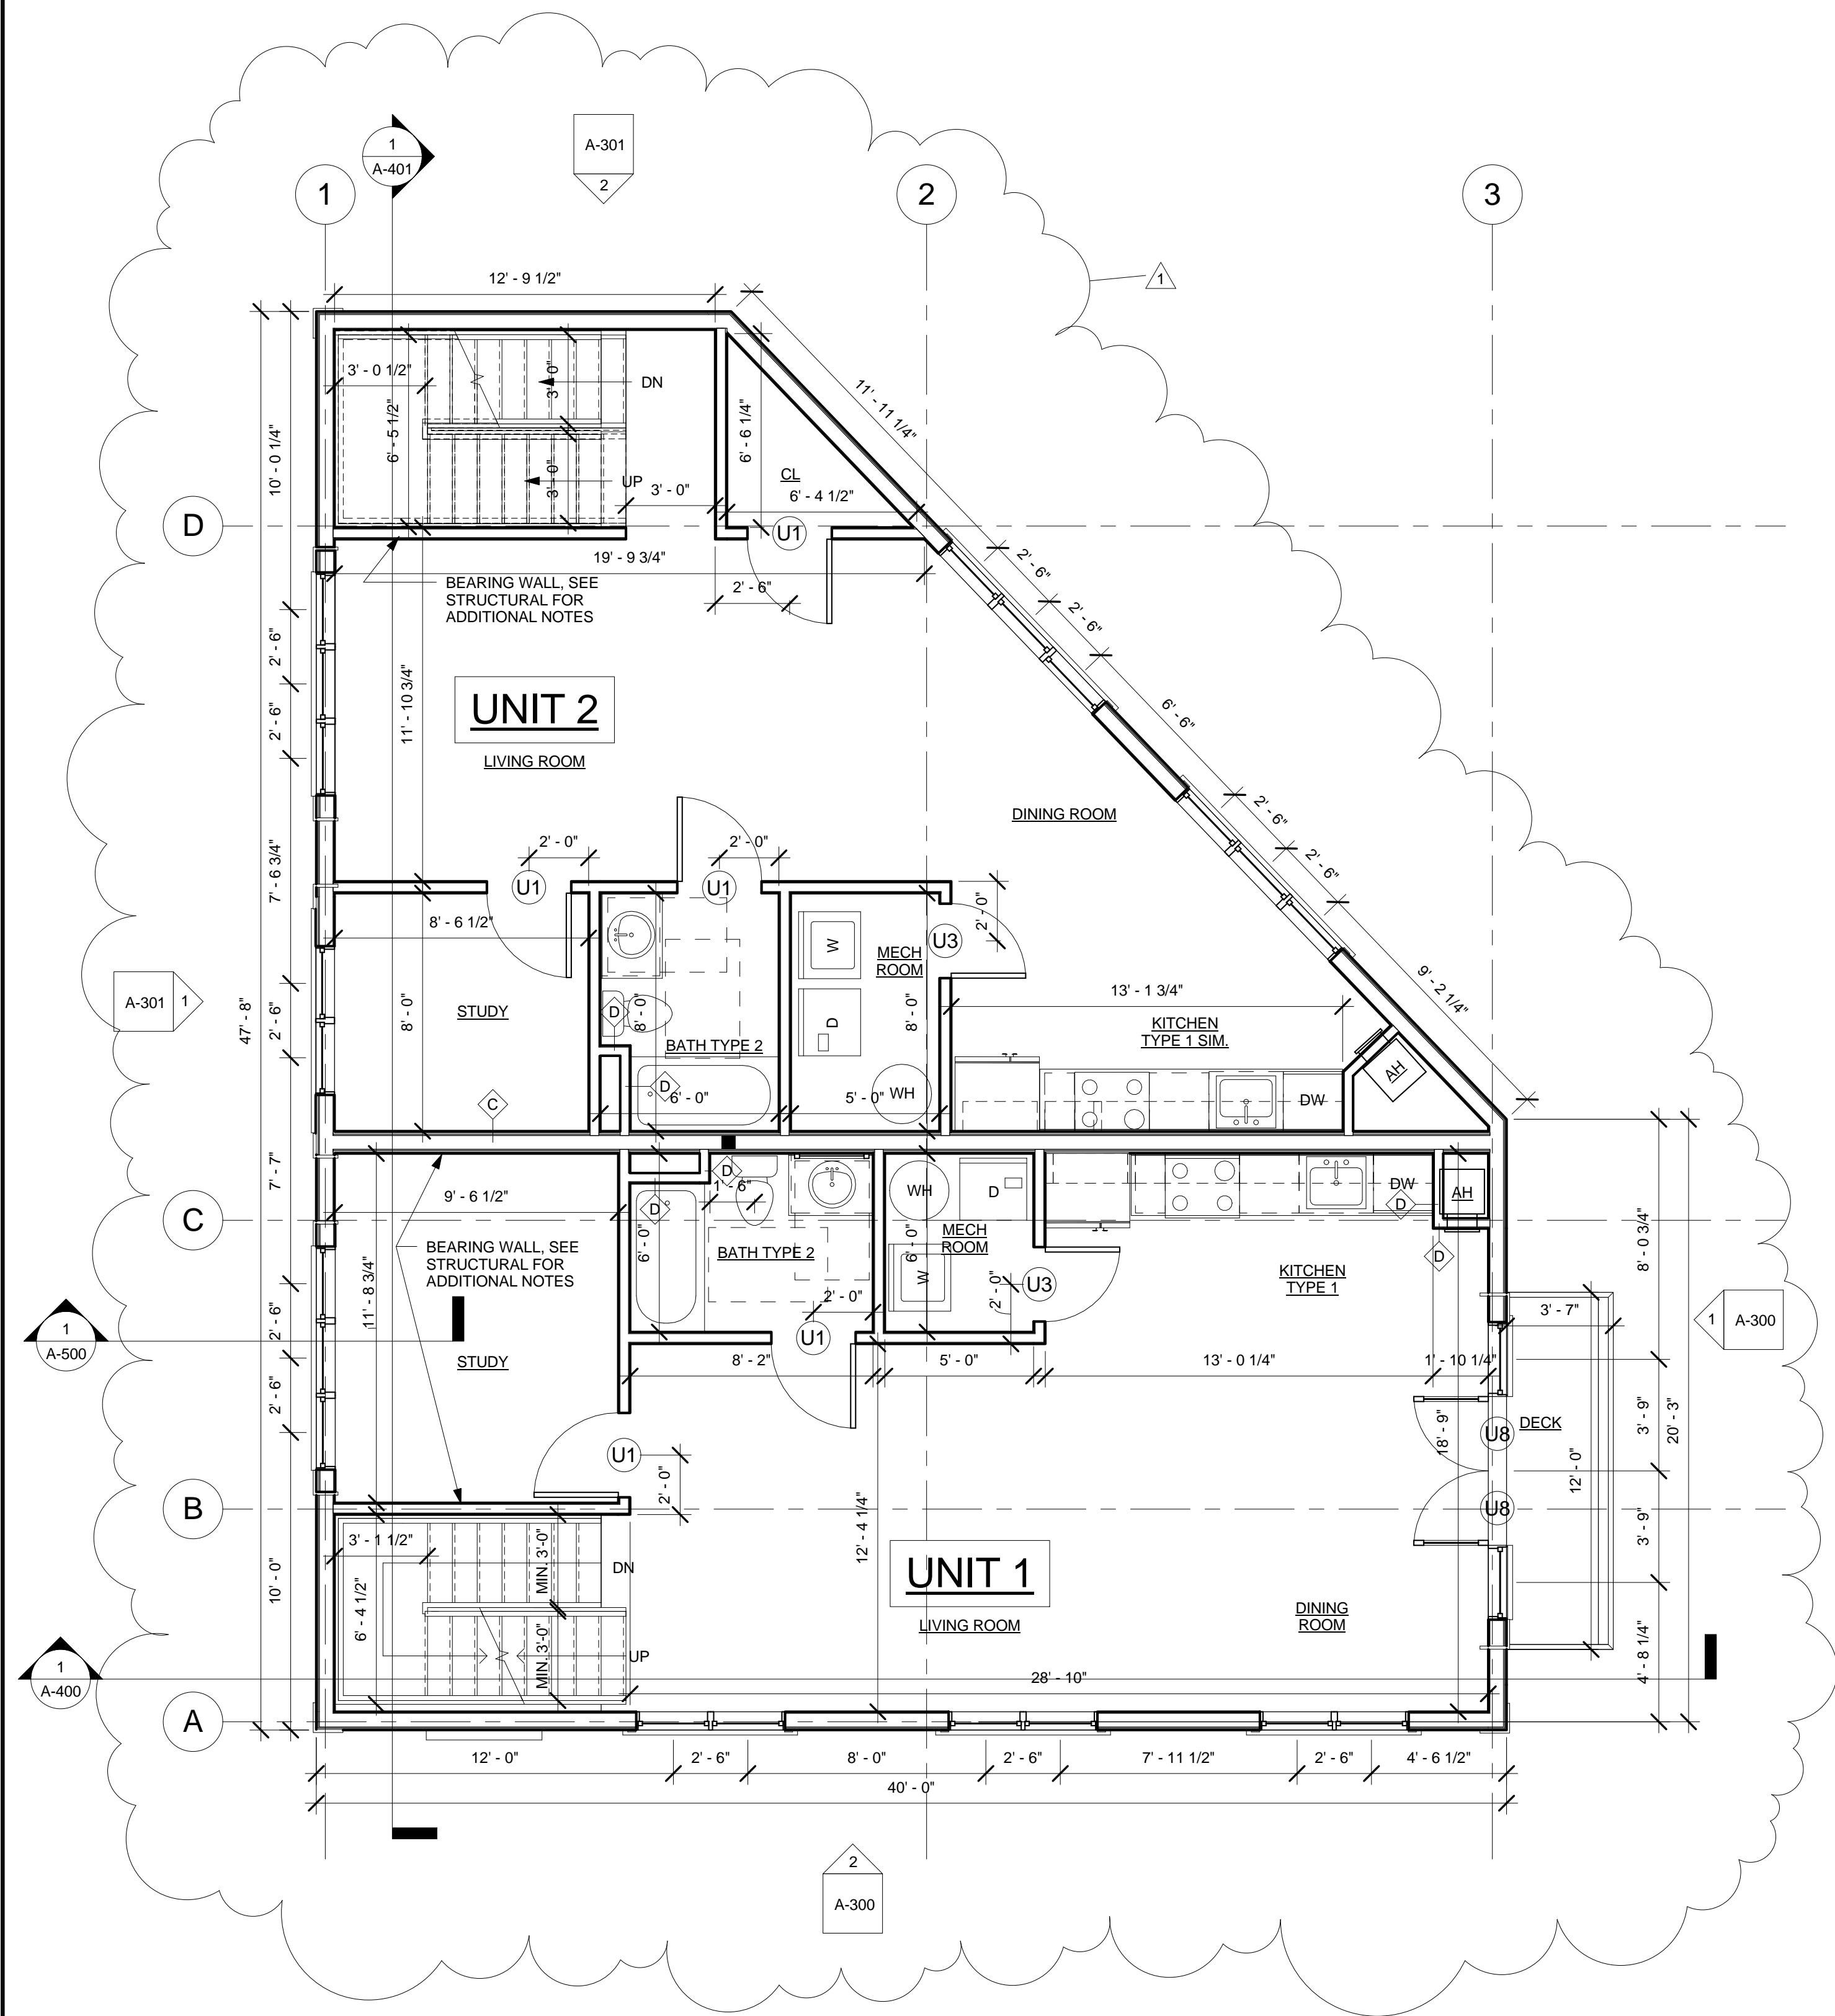 1
A-401
A-301
2
1
2
3
1
12' - 9 1/2"
11' - 11 1/4"
3' - 0 1/2"
3' - 0"
DN
6' - 5 1/2"
6' - 6 1/4"
10' - 0 1/4"
CL
UP
3' - 0"
3' - 0"
6' - 4 1/2"
D
U1
19' - 9 3/4"
2' - 6"
BEARING WALL, SEE
STRUCTURAL FOR
ADDITIONAL NOTES
2' - 6"
2' - 6"
2' - 6"
2' - 6"
11' - 10 3/4"
UNIT 2
LIVING ROOM
6' - 6"
DINING ROOM
2' - 6"
2' - 6"
7' - 6 3/4"
2' - 0"
2' - 0"
U1
U1
2' - 0"
8' - 6 1/2"
U3
W
MECH
ROOM
9' - 2 1/4"
A-301
1
47' - 8"
2' - 6"
8' - 0"
STUDY
D
8' - 0"
D
8' - 0"
13' - 1 3/4"
KITCHEN
TYPE 1 SIM.
BATH TYPE 2
AH
C
D
6' - 0"
5' - 0"
WH
DW
7' - 7"
D
1' - 6"
9' - 6 1/2"
D
WH
D
DW
D
AH
C
BEARING WALL, SEE
STRUCTURAL FOR
ADDITIONAL NOTES
6' - 0"
BATH TYPE 2
6' - 0"
MECH
ROOM
W
2' - 0"
U3
D
KITCHEN
TYPE 1
8' - 0 3/4"
11' - 8 3/4"
2' - 0"
U1
3' - 7"
1
A-300
1
A-500
2' - 6"
2' - 6"
STUDY
8' - 2"
5' - 0"
13' - 0 1/4"
1' - 10 1/4"
18' - 9"
U8
DECK
3' - 9"
20' - 3"
U1
2' - 0"
12' - 0"
B
U8
3' - 1 1/2"
MIN. 3'-0"
DN
12' - 4 1/4"
3' - 9"
10' - 0"
6' - 4 1/2"
UNIT 1
LIVING ROOM
DINING
ROOM
MIN. 3'-0"
UP
4' - 8 1/4"
1
A-400
28' - 10"
A
12' - 0"
2' - 6"
8' - 0"
2' - 6"
7' - 11 1/2"
2' - 6"
4' - 6 1/2"
40' - 0"
2
A-300